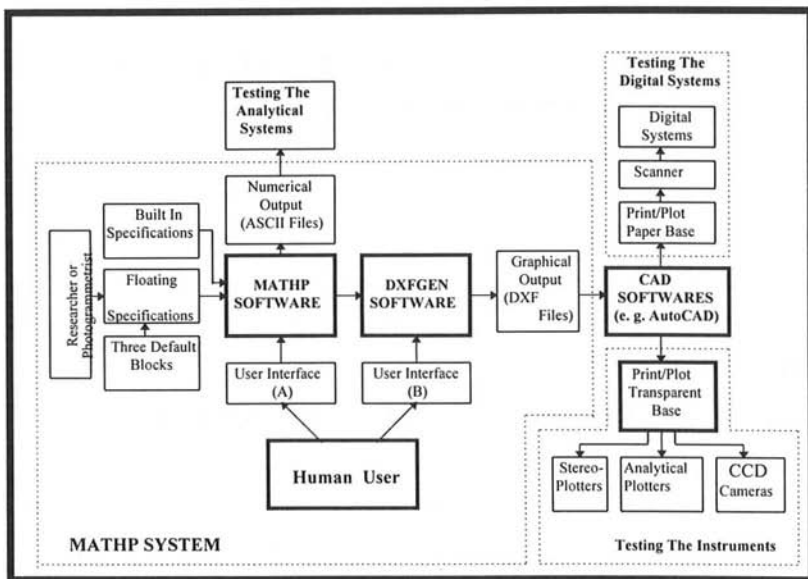 Testing The
Analytical
Systems
Testing The
Digital Systems
Digital
Systems
Scanner
Print/Plot
Paper Base
Numerical
Output
(ASCII Files)
Built In
Specifications
Researcher or
Photogrammetrist
Floating
Specifications
Three Default
Blocks
MATHP
SOFTWARE
DXFGEN
SOFTWARE
Graphical
Output
(DXF
Files)
CAD
SOFTWARES
(e. g. AutoCAD)
User Interface
(A)
User Interface
(B)
Human User
Print/Plot
Transparent
Base
Stereo-
Plotters
Analytical
Plotters
CCD
Cameras
MATHP SYSTEM
Testing The Instruments